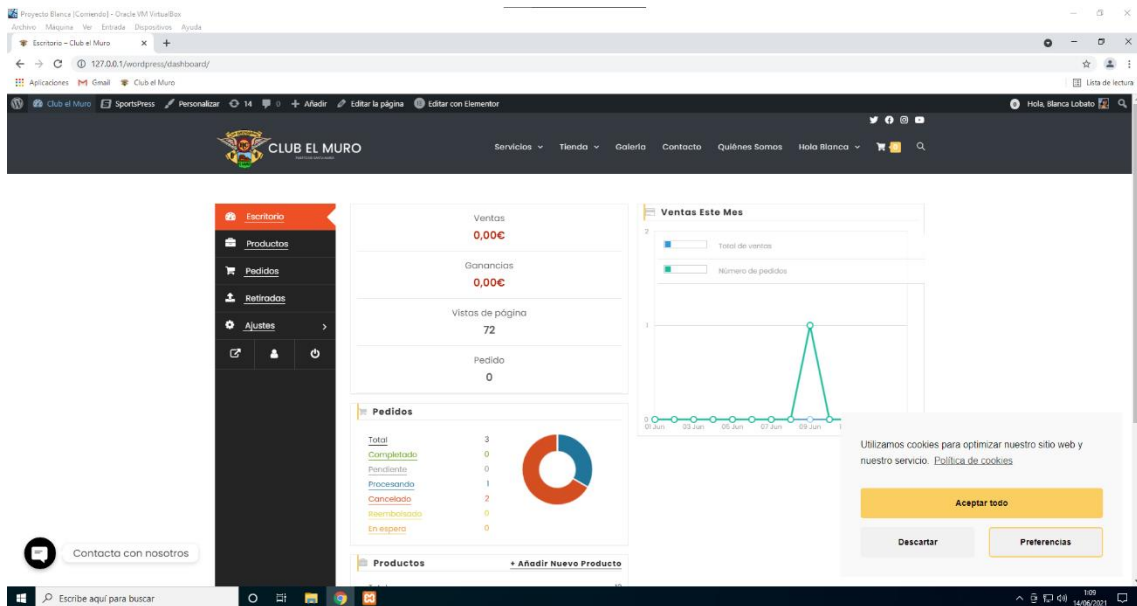 Proyecto Blanca [Corriendo] - Oracle VM VirtualBox
Archivo Máquina Ver Entrada Dispositivos Ayuda
Escritorio – Club el Muro
127.0.0.1/wordpress/dashboard/
Aplicaciones Gmail Club el Muro Lista de lectura
Club el Muro SportsPress Personalizar 14 0 Añadir Editar la página Editar con Elementor Hola, Blanca Lobato
CLUB EL MURO Servicios Tienda Galería Contacto Quiénes Somos Hola Blanca 0
Escritorio
Productos
Pedidos
Retiradas
Ajustes
Ventas
0,00€
Ganancias
0,00€
Vistas de página
72
Pedido
0
Ventas Este Mes
2
Total de ventas
Número de pedidos
1
0
01 Jun 03 Jun 05 Jun 07 Jun 09 Jun
Pedidos
Total 3
Completado 0
Pendiente 0
Procesando 1
Cancelado 2
Reembolsado 0
En espera 0
Productos + Añadir Nuevo Producto
Utilizamos cookies para optimizar nuestro sitio web y
nuestro servicio. Política de cookies
Aceptar todo
Descartar Preferencias
Contacta con nosotros
Escribe aquí para buscar
1:09
14/06/2021